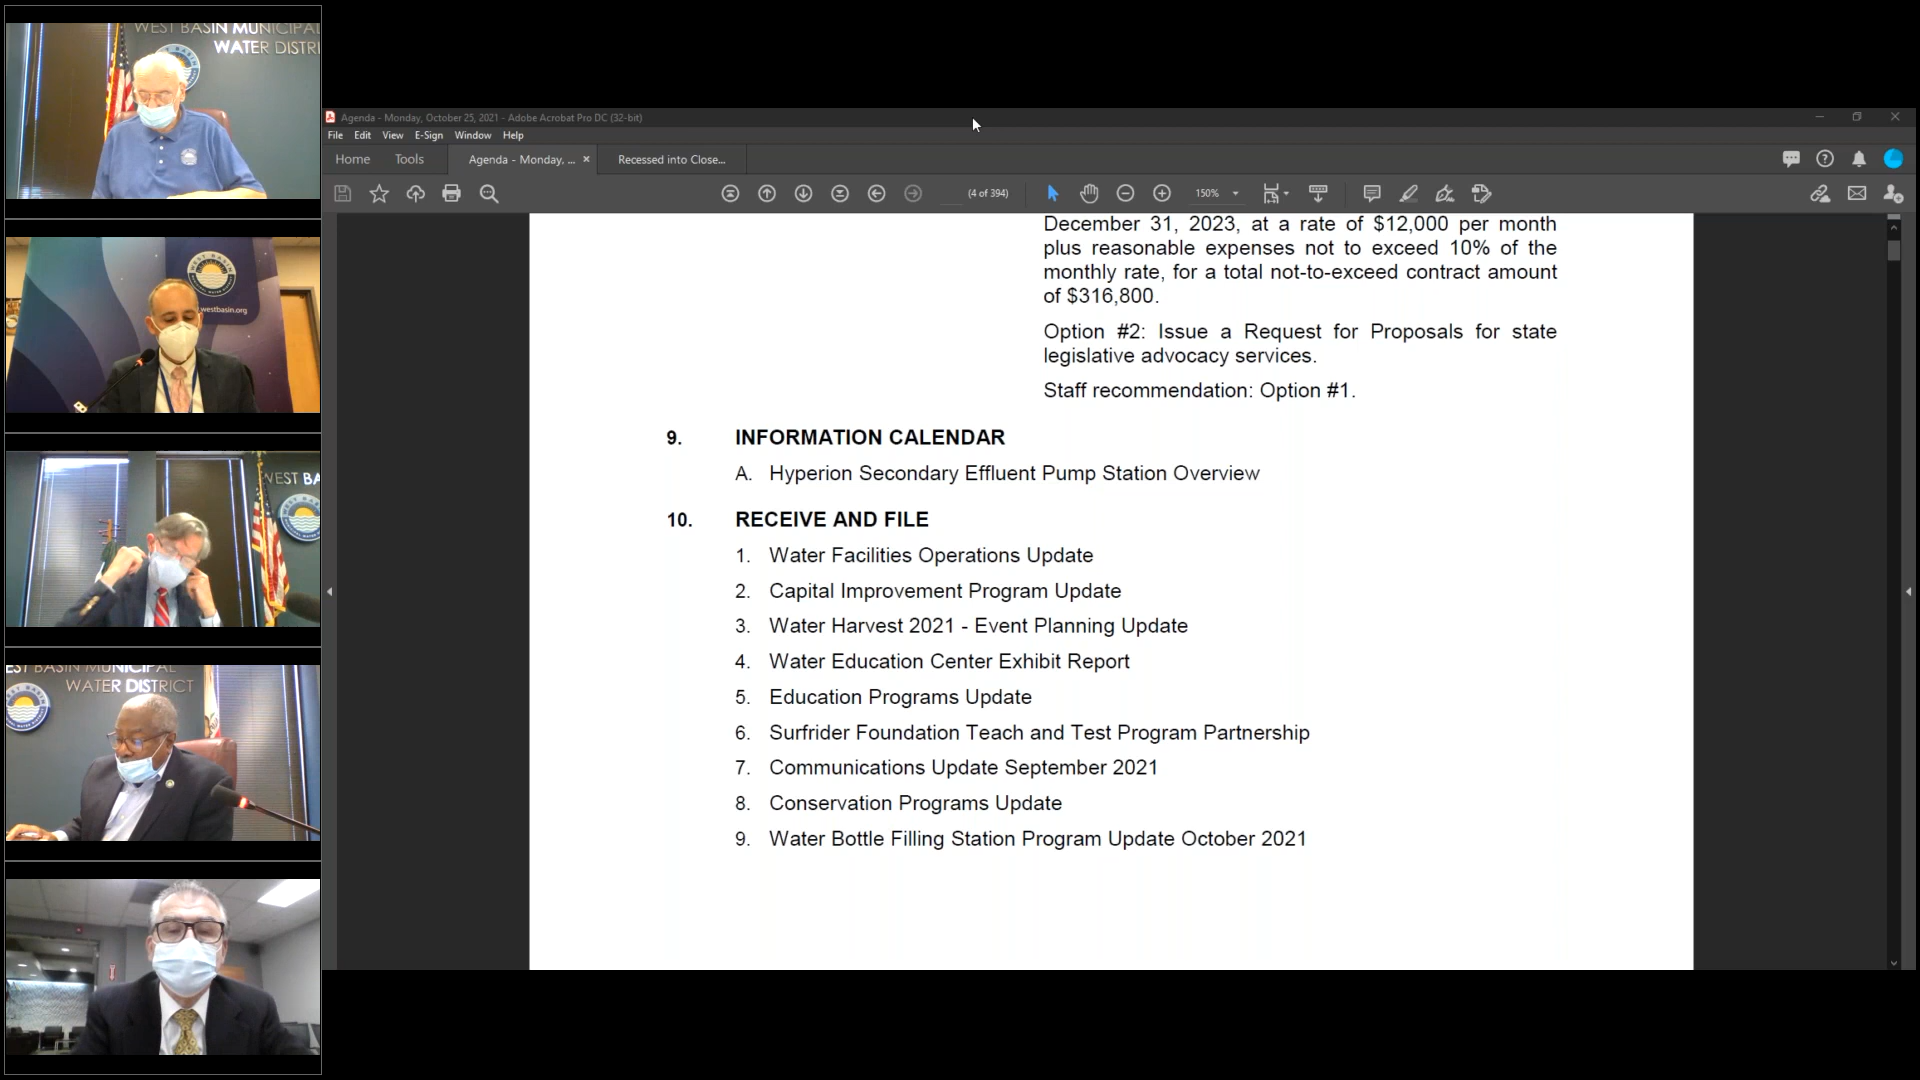 WEST BASIN MUNICIPAL
WATER DISTRI
WEST BASIN
westbasin.org
WEST BA
EST BASIN MUNICIPAL
WATER DISTRICT
Agenda - Monday, October 25, 2021 - Adobe Acrobat Pro DC (32-bit)
File Edit View E-Sign Window Help
Home Tools Agenda - Monday, ... × Recessed into Close...
(4 of 394) 150%
December 31, 2023, at a rate of $12,000 per month
plus reasonable expenses not to exceed 10% of the
monthly rate, for a total not-to-exceed contract amount
of $316,800.
Option #2: Issue a Request for Proposals for state
legislative advocacy services.
Staff recommendation: Option #1.
9. INFORMATION CALENDAR
A. Hyperion Secondary Effluent Pump Station Overview
10. RECEIVE AND FILE
1. Water Facilities Operations Update
2. Capital Improvement Program Update
3. Water Harvest 2021 - Event Planning Update
4. Water Education Center Exhibit Report
5. Education Programs Update
6. Surfrider Foundation Teach and Test Program Partnership
7. Communications Update September 2021
8. Conservation Programs Update
9. Water Bottle Filling Station Program Update October 2021